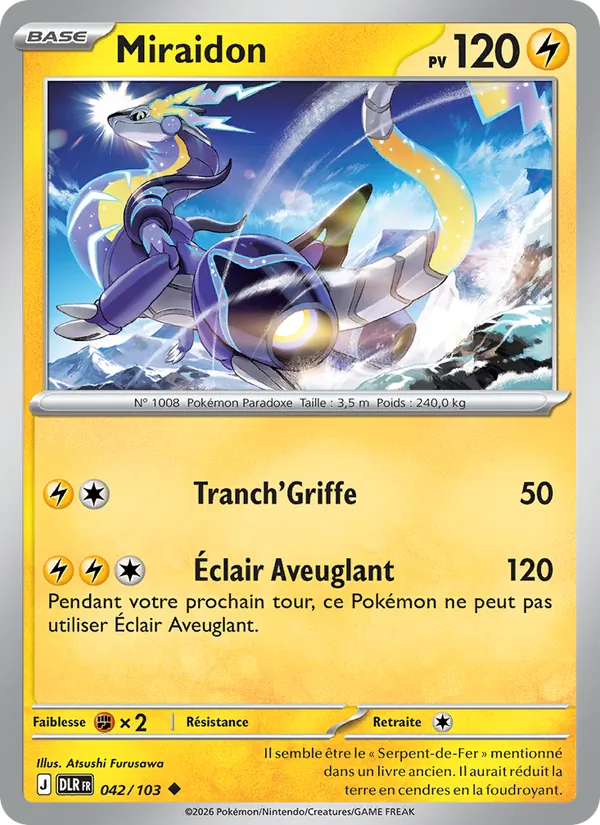 BASE Miraidon PV 120
N° 1008 Pokémon Paradoxe Taille : 3,5 m Poids : 240,0 kg
Tranch'Griffe 50
Éclair Aveuglant 120
Pendant votre prochain tour, ce Pokémon ne peut pas
utiliser Éclair Aveuglant.
Faiblesse × 2 Résistance Retraite
Illus. Atsushi Furusawa
J DLR FR 042/103
Il semble être le « Serpent-de-Fer » mentionné
dans un livre ancien. Il aurait réduit la
terre en cendres en la foudroyant.
©2026 Pokémon/Nintendo/Creatures/GAME FREAK